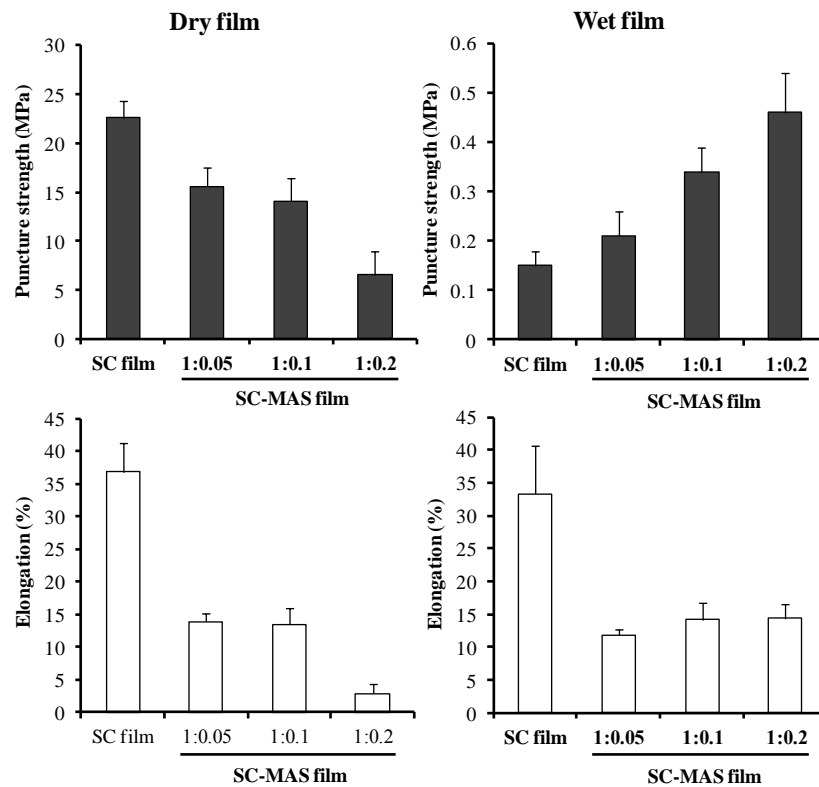 Dry film
Wet film
Puncture strength (MPa)
30
25
20
15
10
5
0
SC film 1:0.05 1:0.1 1:0.2
SC-MAS film
Puncture strength (MPa)
0.6
0.5
0.4
0.3
0.2
0.1
0
SC film 1:0.05 1:0.1 1:0.2
SC-MAS film
Elongation (%)
45
40
35
30
25
20
15
10
5
0
SC film 1:0.05 1:0.1 1:0.2
SC-MAS film
Elongation (%)
45
40
35
30
25
20
15
10
5
0
SC film 1:0.05 1:0.1 1:0.2
SC-MAS film